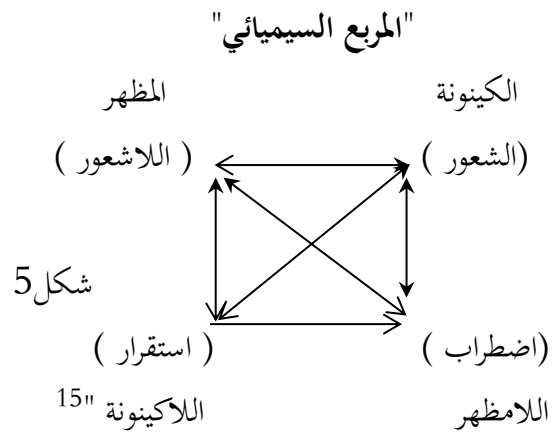 "المربع السيميائي"
الكينونة المظهر
(الشعور ) ( اللاشعور )
شكل5
(اضطراب ) ( استقرار )
اللامظهر اللاكينونة "15